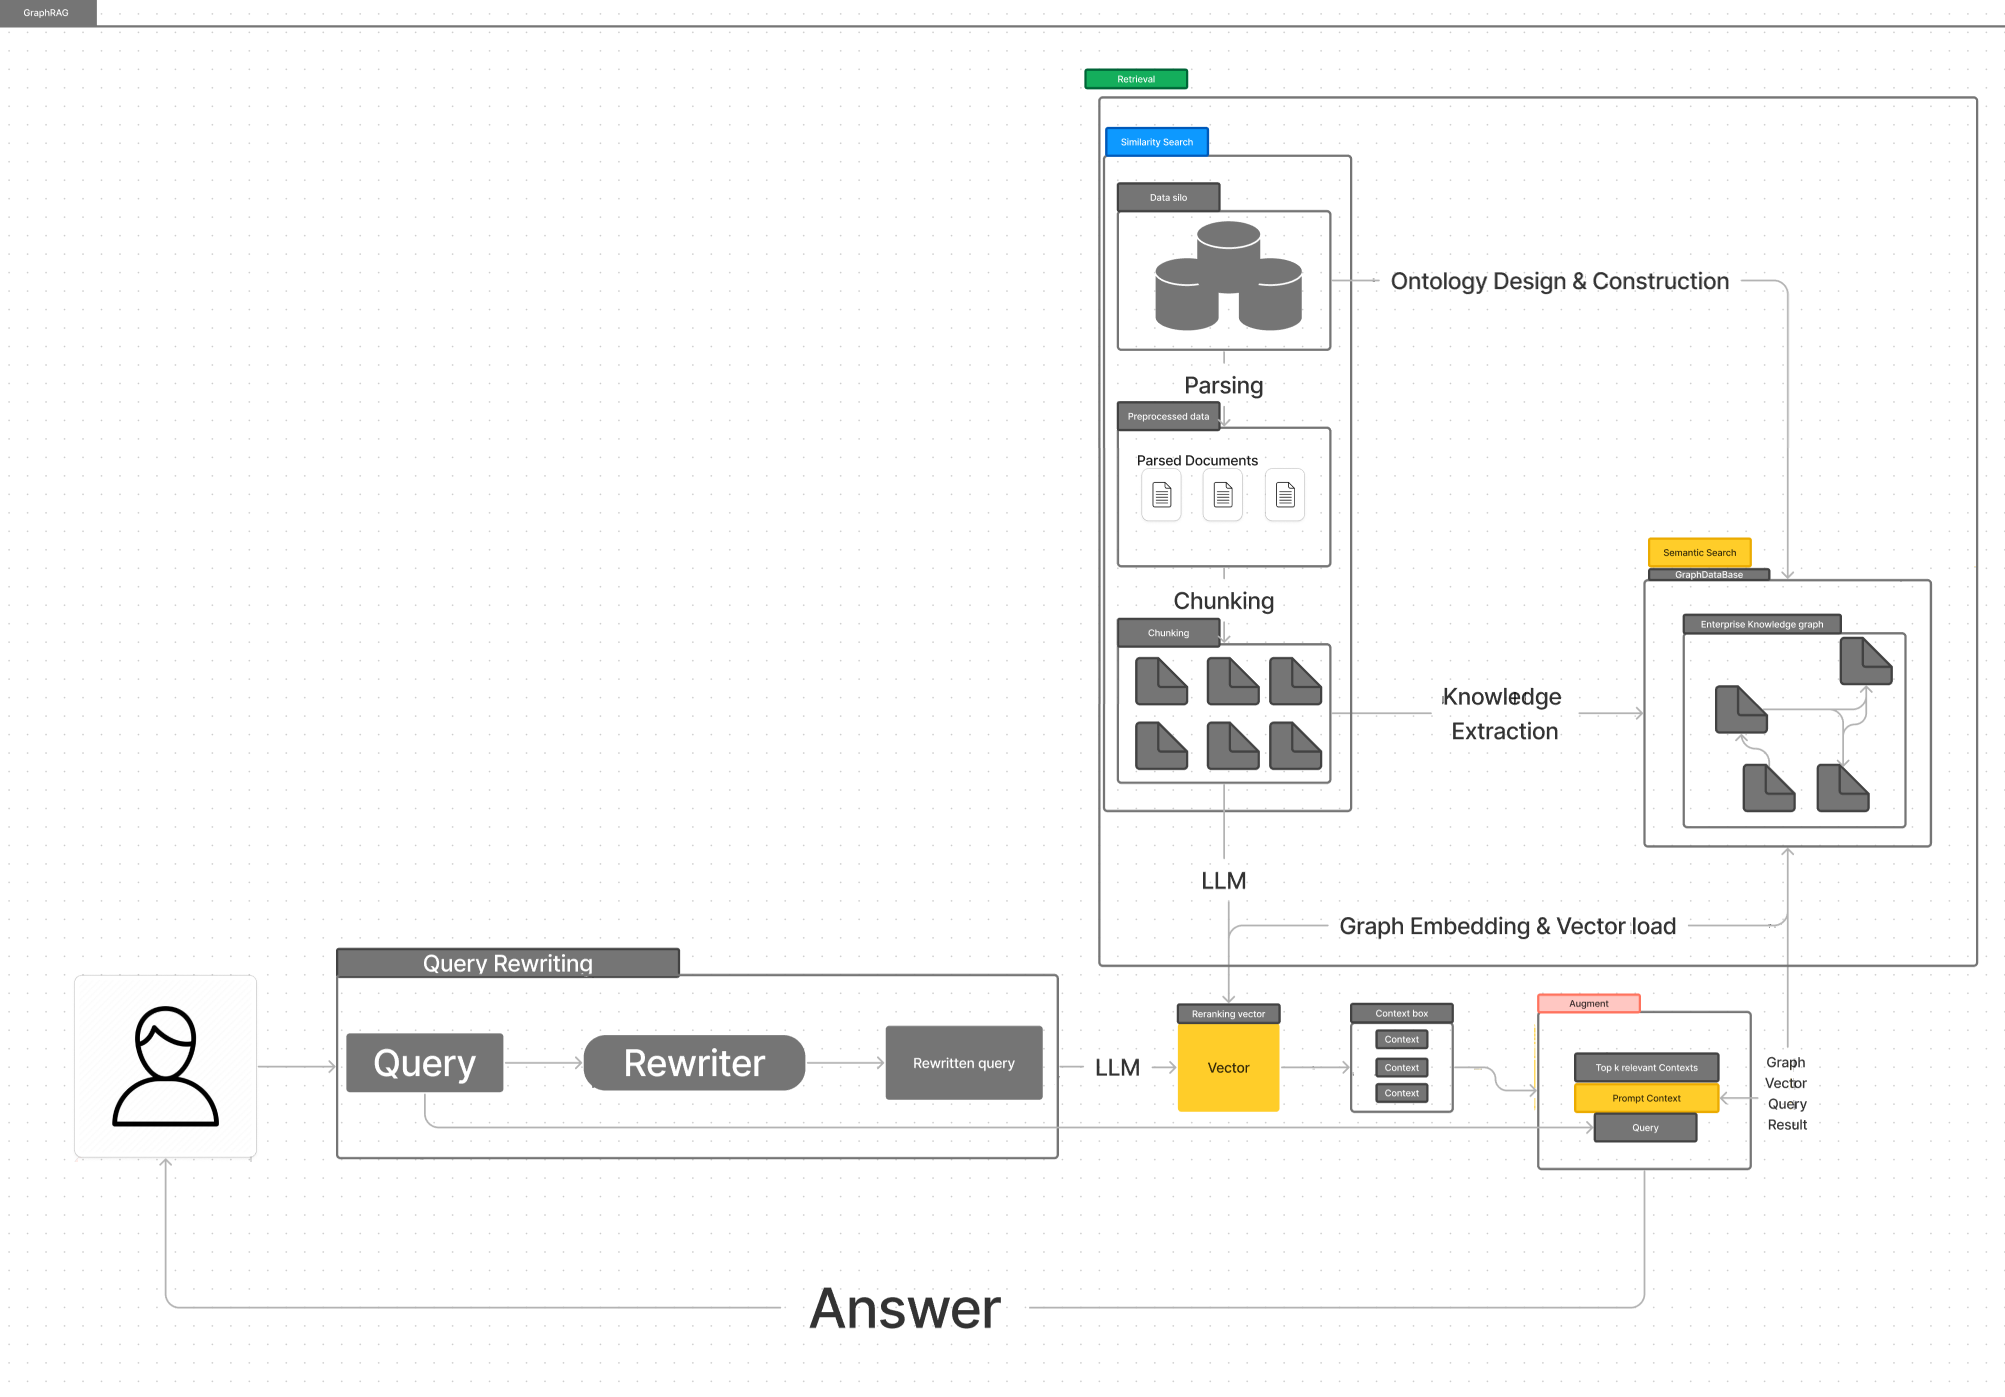 GraphRAG
Retrieval
Similarity Search
Data silo
Ontology Design & Construction
Parsing
Preprocessed data
Parsed Documents
Chunking
Chunking
Knowledge
Extraction
Semantic Search
GraphDataBase
Enterprise Knowledge graph
LLM
Graph Embedding & Vector load
Query Rewriting
Query
Rewriter
Rewritten query
LLM
Reranking vector
Vector
Context box
Context
Context
Context
Augment
Top k relevant Contexts
Prompt Context
Query
Graph
Vector
Query
Result
Answer